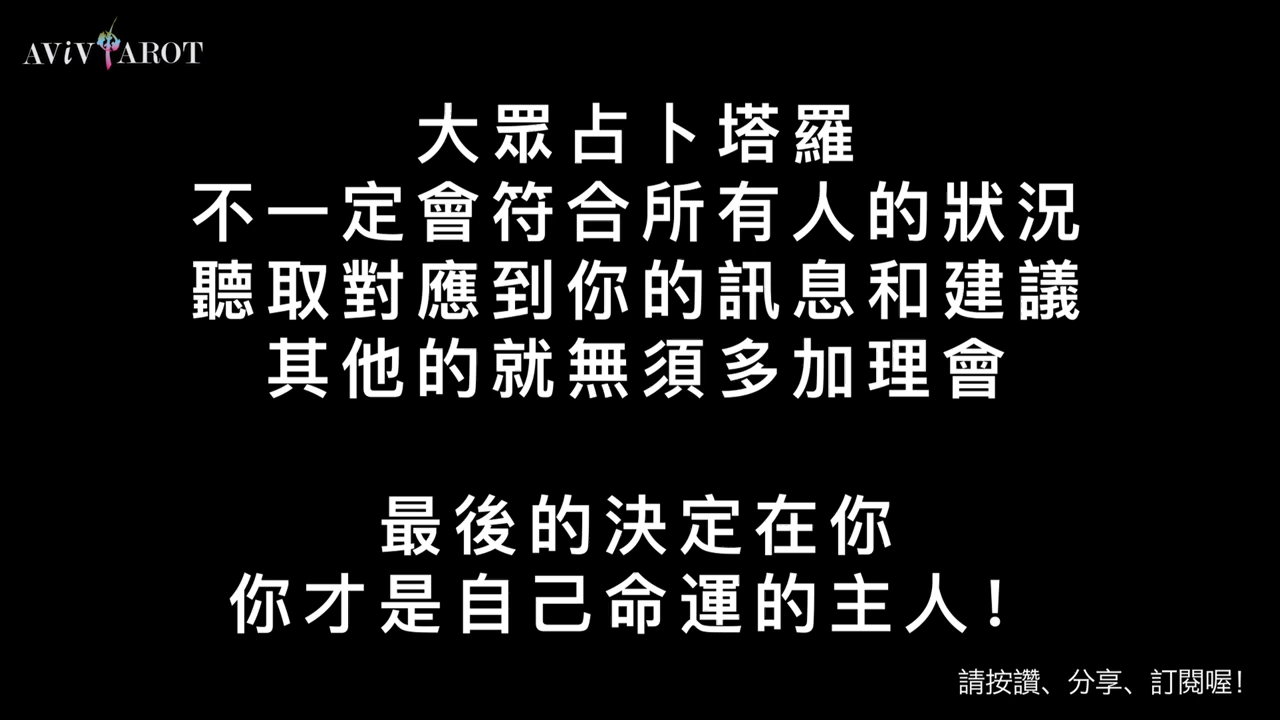 AViV TAROT
大眾占卜塔羅
不一定會符合所有人的狀況
聽取對應到你的訊息和建議
其他的就無須多加理會
最後的決定在你
你才是自己命運的主人！
請按讚、分享、訂閱喔！